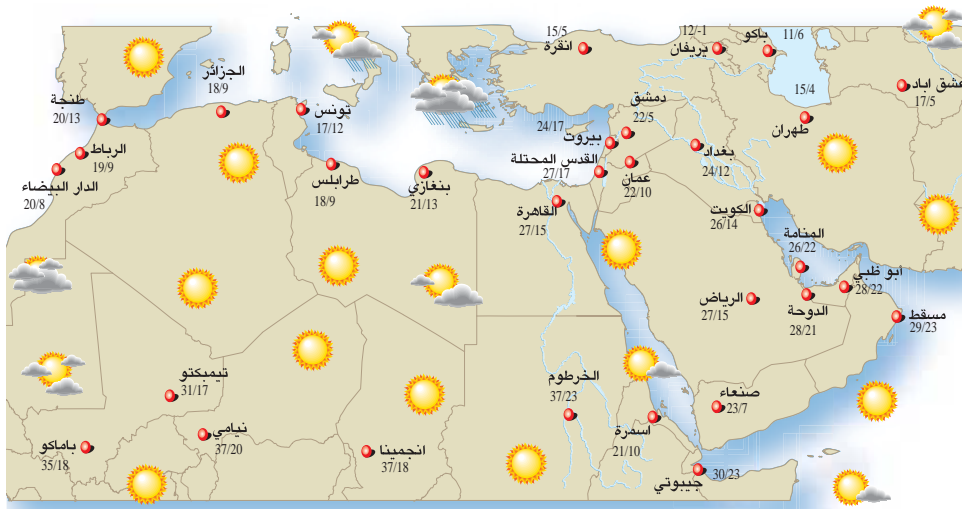 15/5
انقرة
12/-1
يريفان
باكو
11/6
عشق اباد
17/5
15/4
طهران
الجزائر
18/9
طنجة
20/13
تونس
17/12
دمشق
22/5
24/17
بيروت
بغداد
24/12
الرباط
19/9
القدس المحتلة
27/17
عمان
22/10
طرابلس
18/9
بنغازي
21/13
الدار البيضاء
20/8
القاهرة
27/15
الكويت
26/14
المنامة
26/22
ابو ظبي
28/22
الرياض
27/15
الدوحة
28/21
مسقط
29/23
تيمبكتو
31/17
الخرطوم
37/23
صنعاء
23/7
نيامي
37/20
باماكو
35/18
انجمينا
37/18
اسمرة
21/10
جيبوتي
30/23